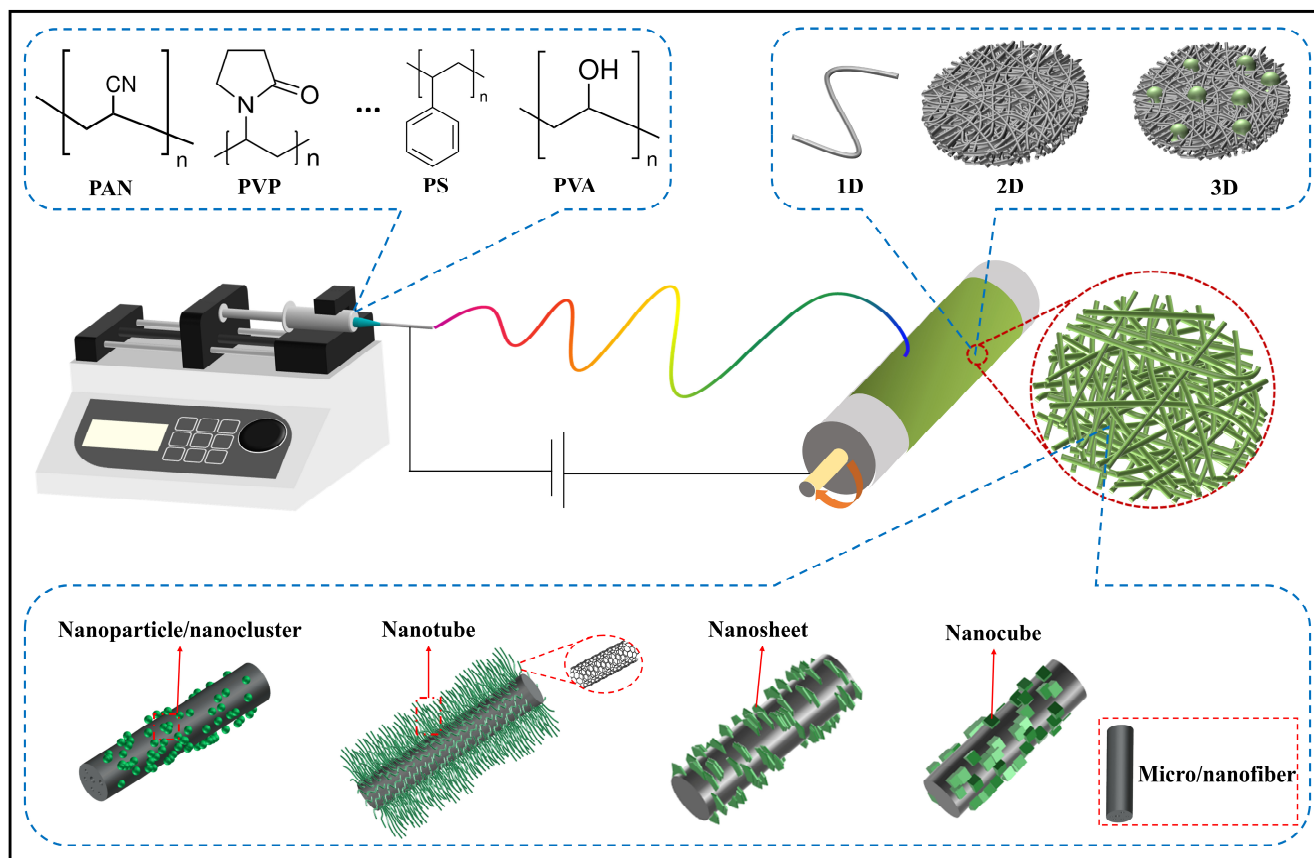 CN
n
PAN
N
O
n
PVP
...
n
PS
OH
n
PVA
1D
2D
3D
Nanoparticle/nanocluster
Nanotube
Nanosheet
Nanocube
Micro/nanofiber